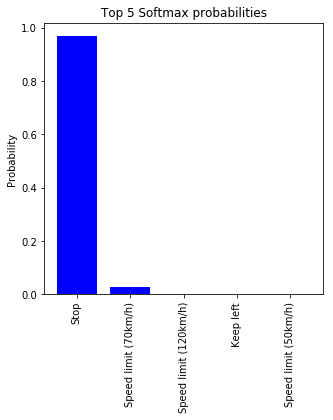 Top 5 Softmax probabilities
Probability
1.0
0.8
0.6
0.4
0.2
0.0
Stop
Speed limit (70km/h)
Speed limit (120km/h)
Keep left
Speed limit (50km/h)